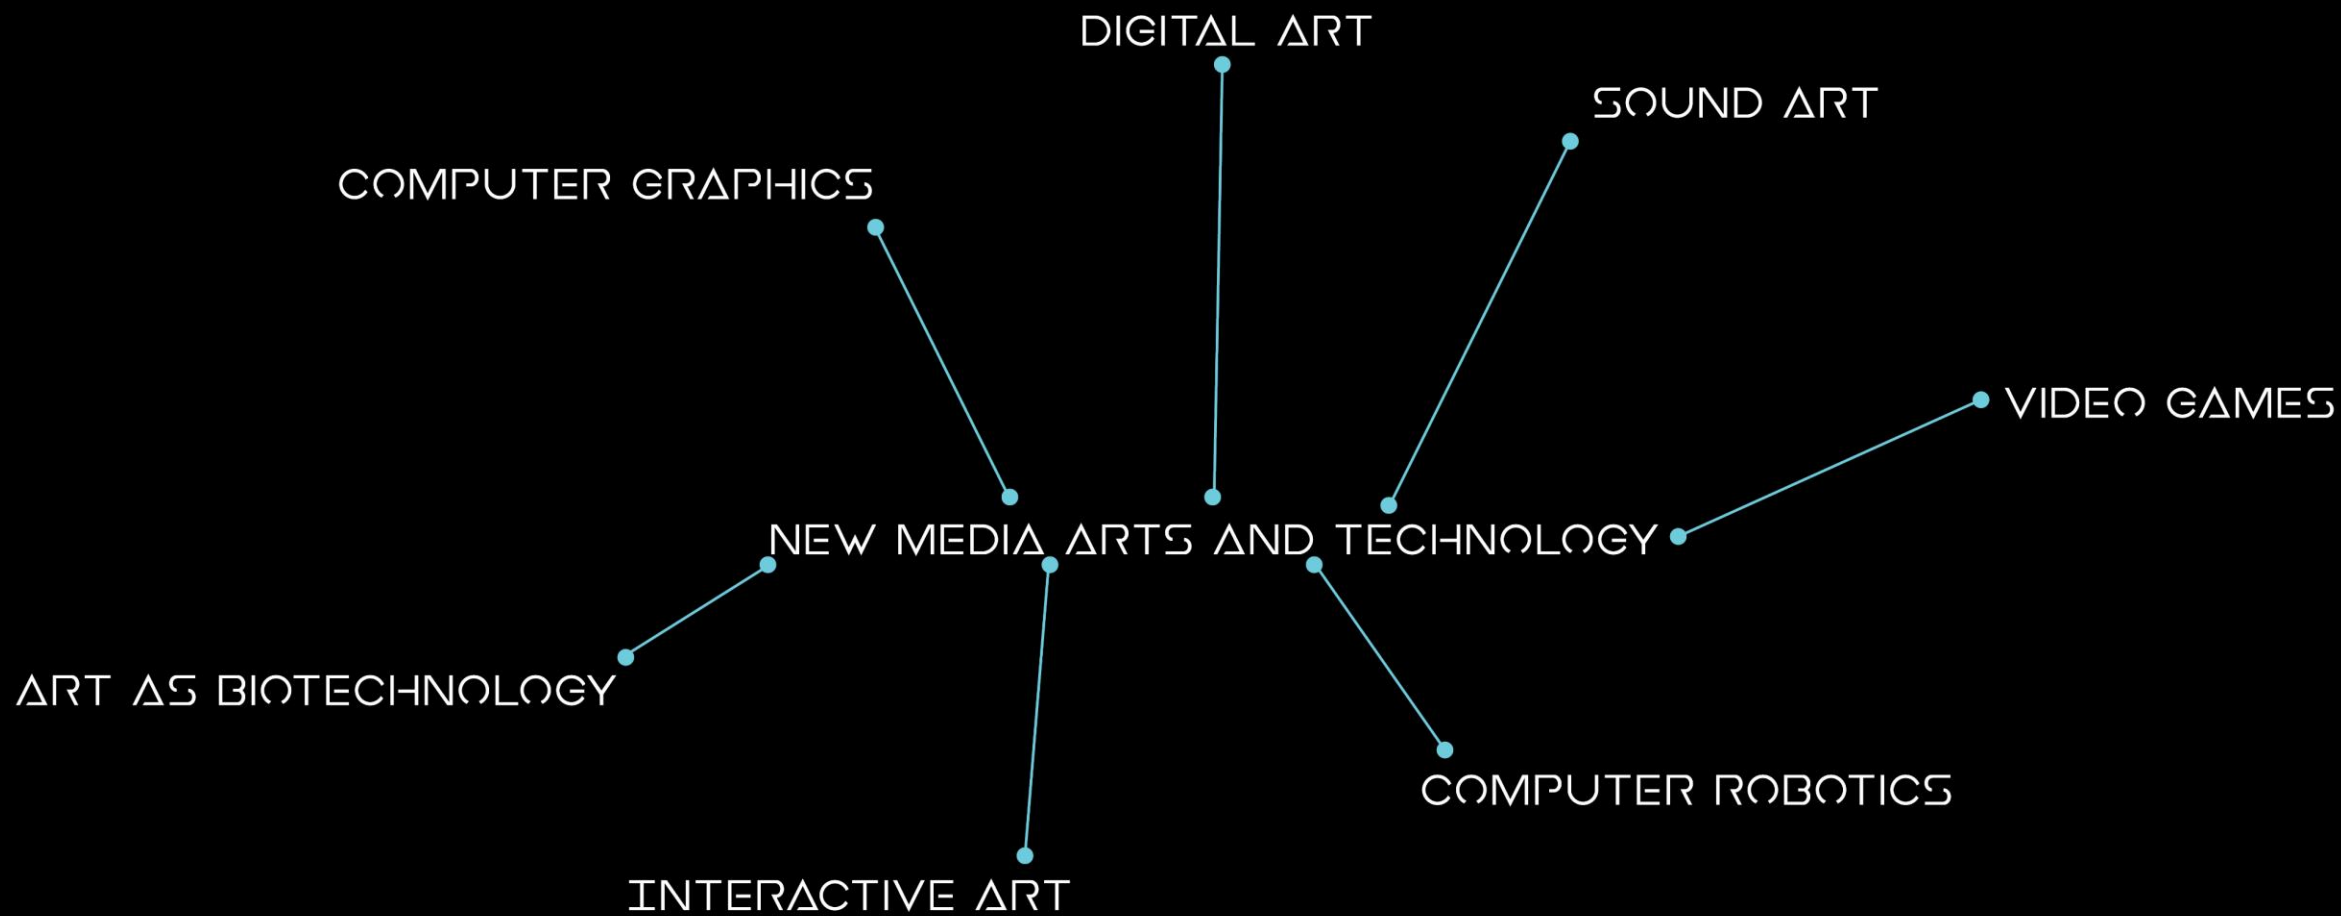 DIGITAL ART
SOUND ART
COMPUTER GRAPHICS
VIDEO GAMES
NEW MEDIA ARTS AND TECHNOLOGY
ART AS BIOTECHNOLOGY
COMPUTER ROBOTICS
INTERACTIVE ART